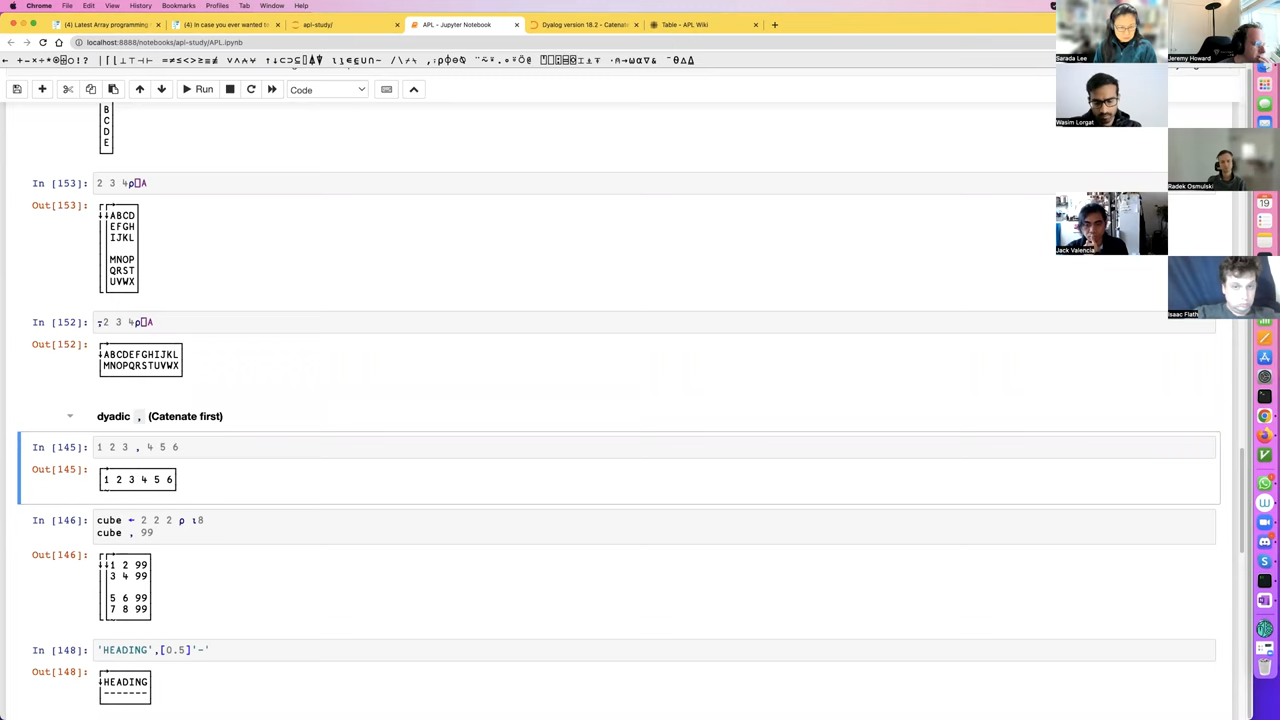 Chrome File Edit View History Bookmarks Profiles Tab Window Help
(4) Latest Array programming
(4) In case you ever wanted to
apl-study/
APL - Jupyter Notebook
Dyalog version 18.2 - Catena
Table - APL Wiki
localhost:8888/notebooks/apl-study/APL.ipynb
Run
Code
B
C
D
E
In [153]: 2 3 4⍴⎕A
Out[153]:
ABCD
EFGH
IJKL
MNOP
QRST
UVWX
In [152]: ⍪2 3 4⍴⎕A
Out[152]:
ABCDEFGHIJKL
MNOPQRSTUVWX
dyadic , (Catenate first)
In [145]: 1 2 3 , 4 5 6
Out[145]:
1 2 3 4 5 6
In [146]: cube ← 2 2 2 ⍴ ⍳8
cube , 99
Out[146]:
1 2 99
3 4 99
5 6 99
7 8 99
In [148]: 'HEADING',[0.5]'-'
Out[148]:
HEADING
-------
Sarada Lee
Jeremy Howard
Wasim Lorgat
Radek Osmulski
Jack Valencia
Isaac Flath
19